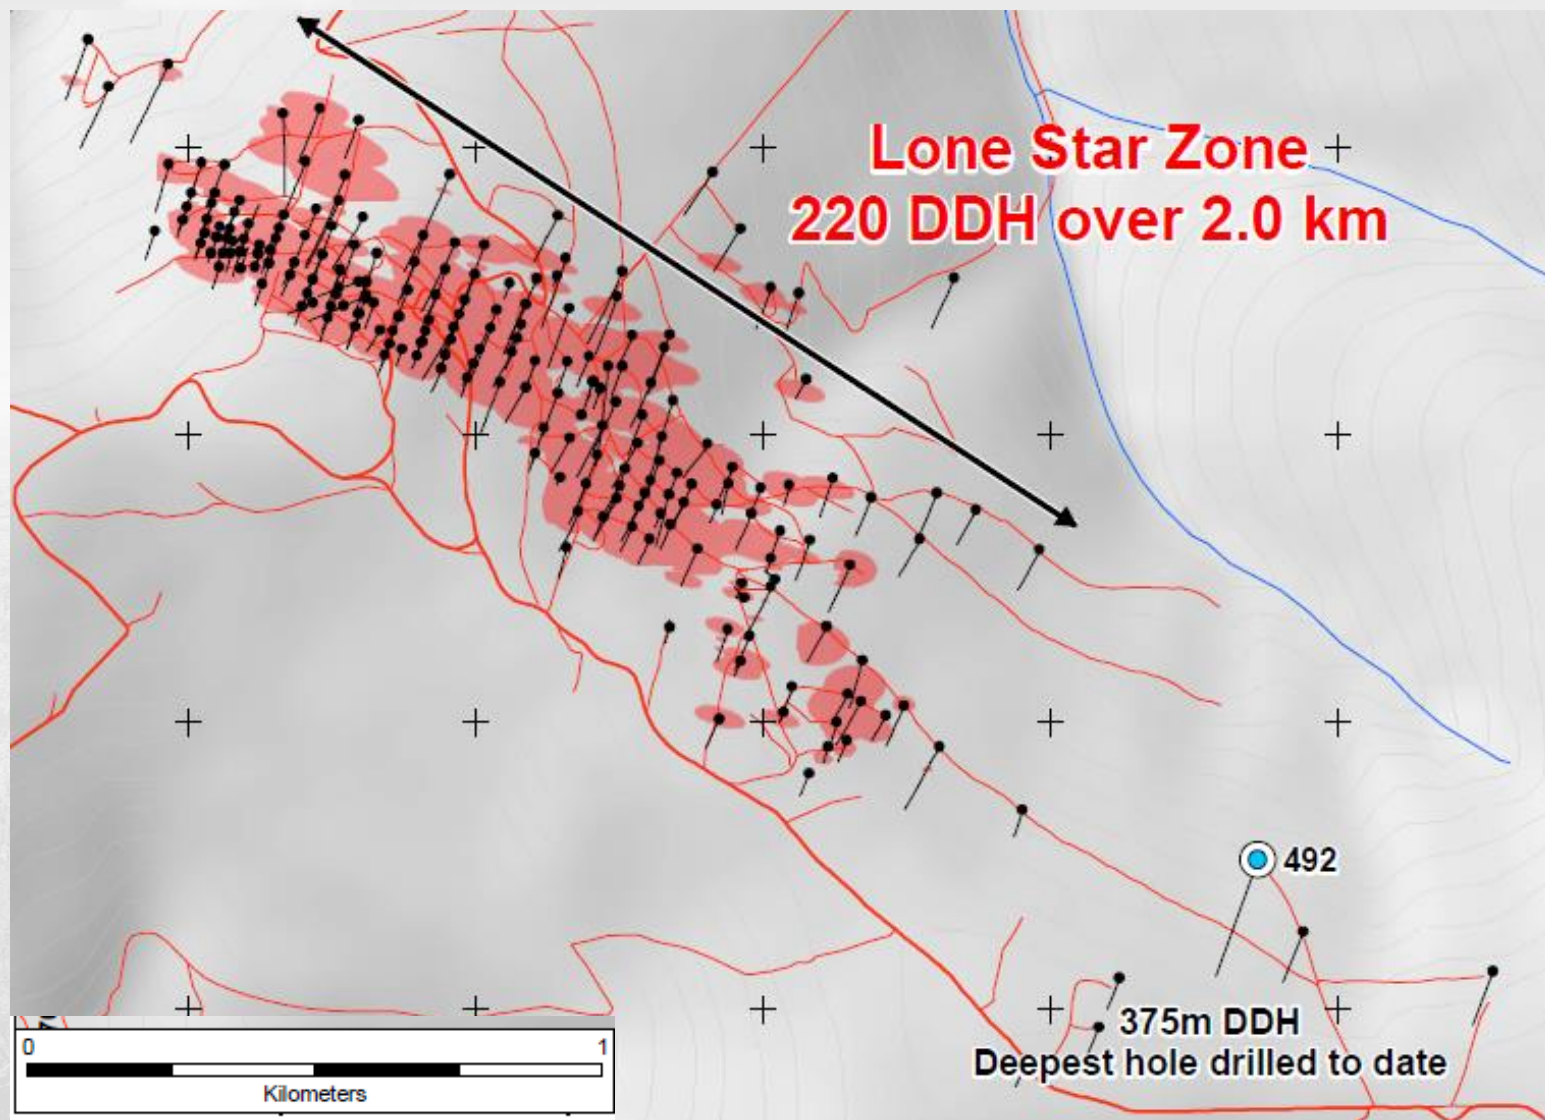 Lone Star Zone
220 DDH over 2.0 km
492
375m DDH
Deepest hole drilled to date
0 1
Kilometers